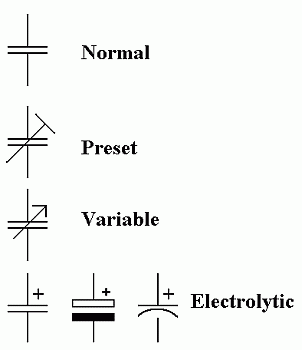 Normal
Preset
Variable
+ + + Electrolytic